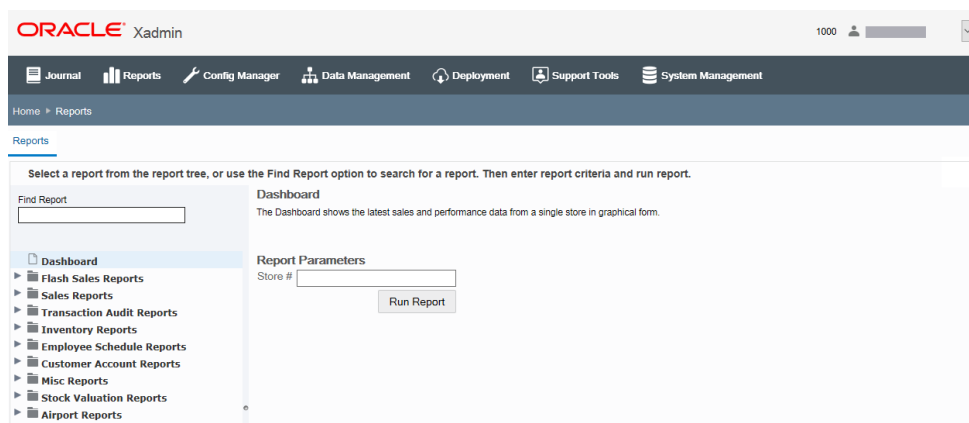 ORACLE Xadmin
1000
Journal Reports Config Manager Data Management Deployment Support Tools System Management
Home Reports
Reports
Select a report from the report tree, or use the Find Report option to search for a report. Then enter report criteria and run report.
Find Report
Dashboard
Flash Sales Reports
Sales Reports
Transaction Audit Reports
Inventory Reports
Employee Schedule Reports
Customer Account Reports
Misc Reports
Stock Valuation Reports
Airport Reports
Dashboard
The Dashboard shows the latest sales and performance data from a single store in graphical form.
Report Parameters
Store #
Run Report